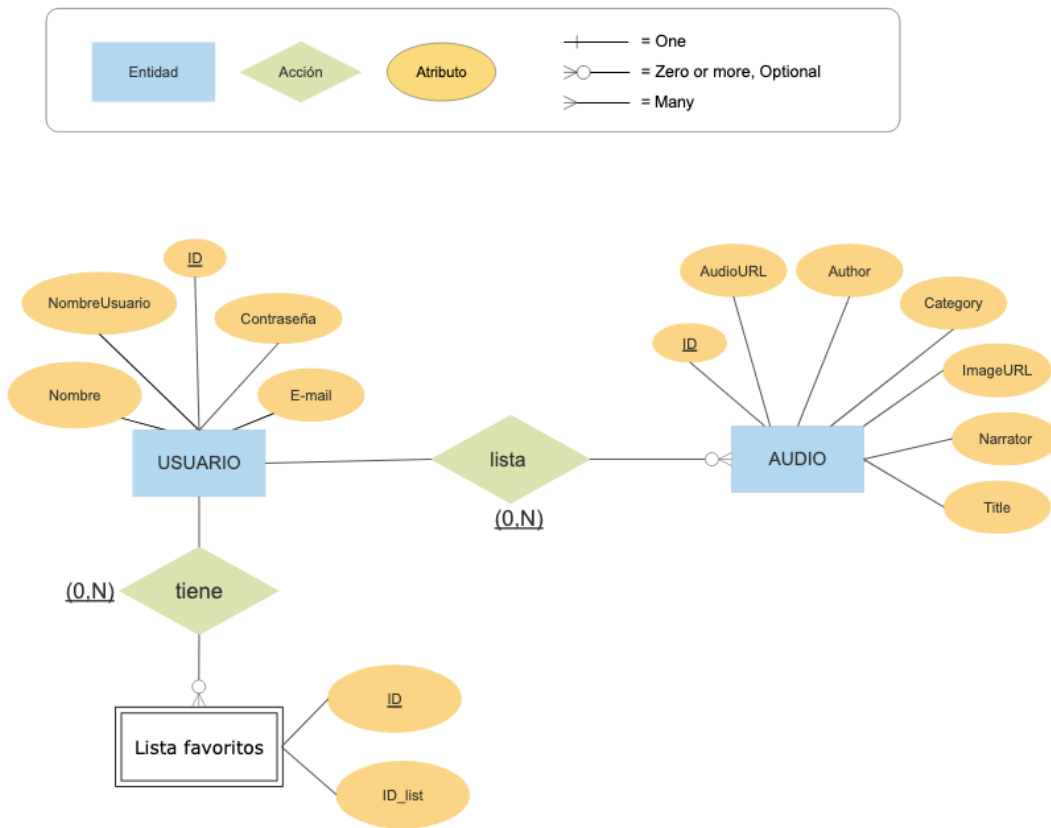 Entidad
Acción
Atributo
= One
= Zero or more, Optional
= Many
ID
NombreUsuario
Contraseña
Nombre
E-mail
USUARIO
AudioURL
Author
Category
ID
ImageURL
Narrator
Title
lista
(0,N)
AUDIO
(0,N)
tiene
Lista favoritos
ID
ID_list